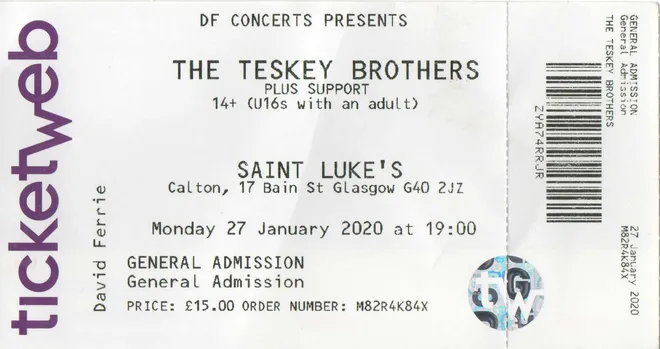 ticketweb
David Ferrie
DF CONCERTS PRESENTS
THE TESKEY BROTHERS
PLUS SUPPORT
14+ (U16s with an adult)
SAINT LUKE'S
Calton, 17 Bain St Glasgow G40 2JZ
Monday 27 January 2020 at 19:00
GENERAL ADMISSION
General Admission
PRICE: £15.00 ORDER NUMBER: M82R4K84X
tw
ZYA74RRJR
GENERAL ADMISSION
General Admission
THE TESKEY BROTHERS
27 January 2020
M82R4K84X